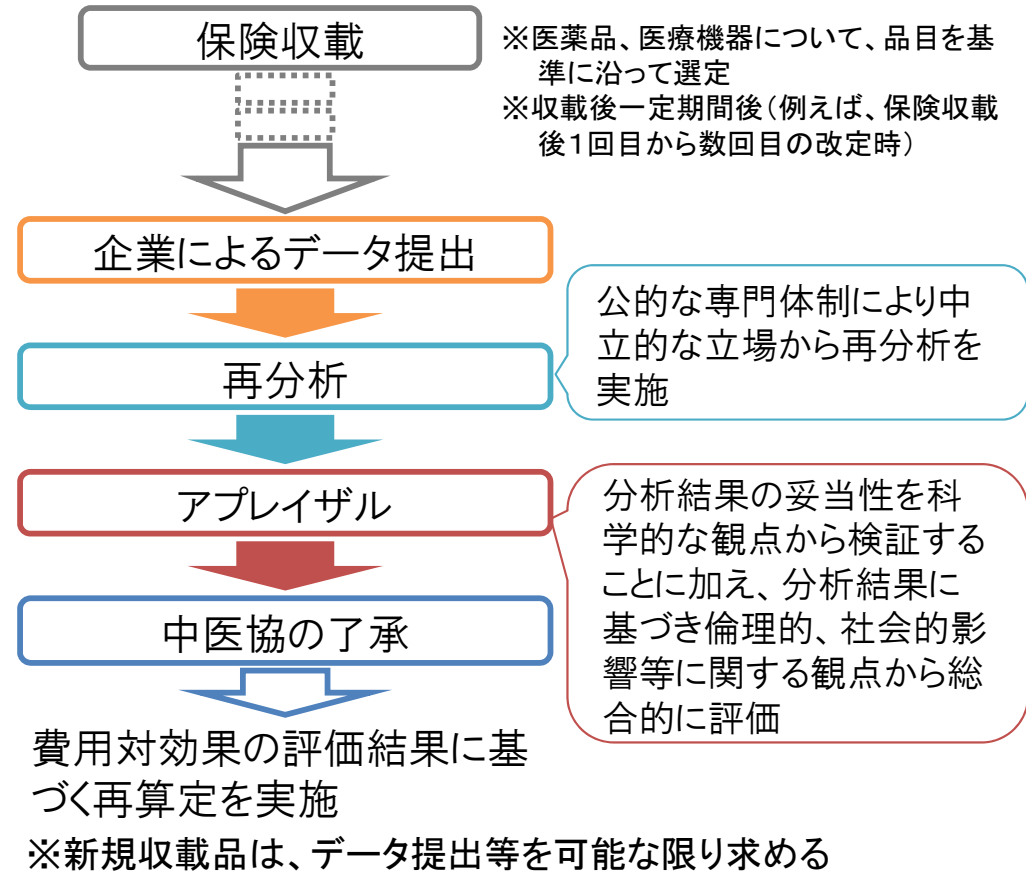 保険収載
※医薬品、医療機器について、品目を基
準に沿って選定
※収載後一定期間後（例えば、保険収載
後１回目から数回目の改定時）
企業によるデータ提出
再分析
公的な専門体制により中
立的な立場から再分析を
実施
アプレイザル
分析結果の妥当性を科
学的な観点から検証する
ことに加え、分析結果に
基づき倫理的、社会的影
響等に関する観点から総
合的に評価
中医協の了承
費用対効果の評価結果に基
づく再算定を実施
※新規収載品は、データ提出等を可能な限り求める